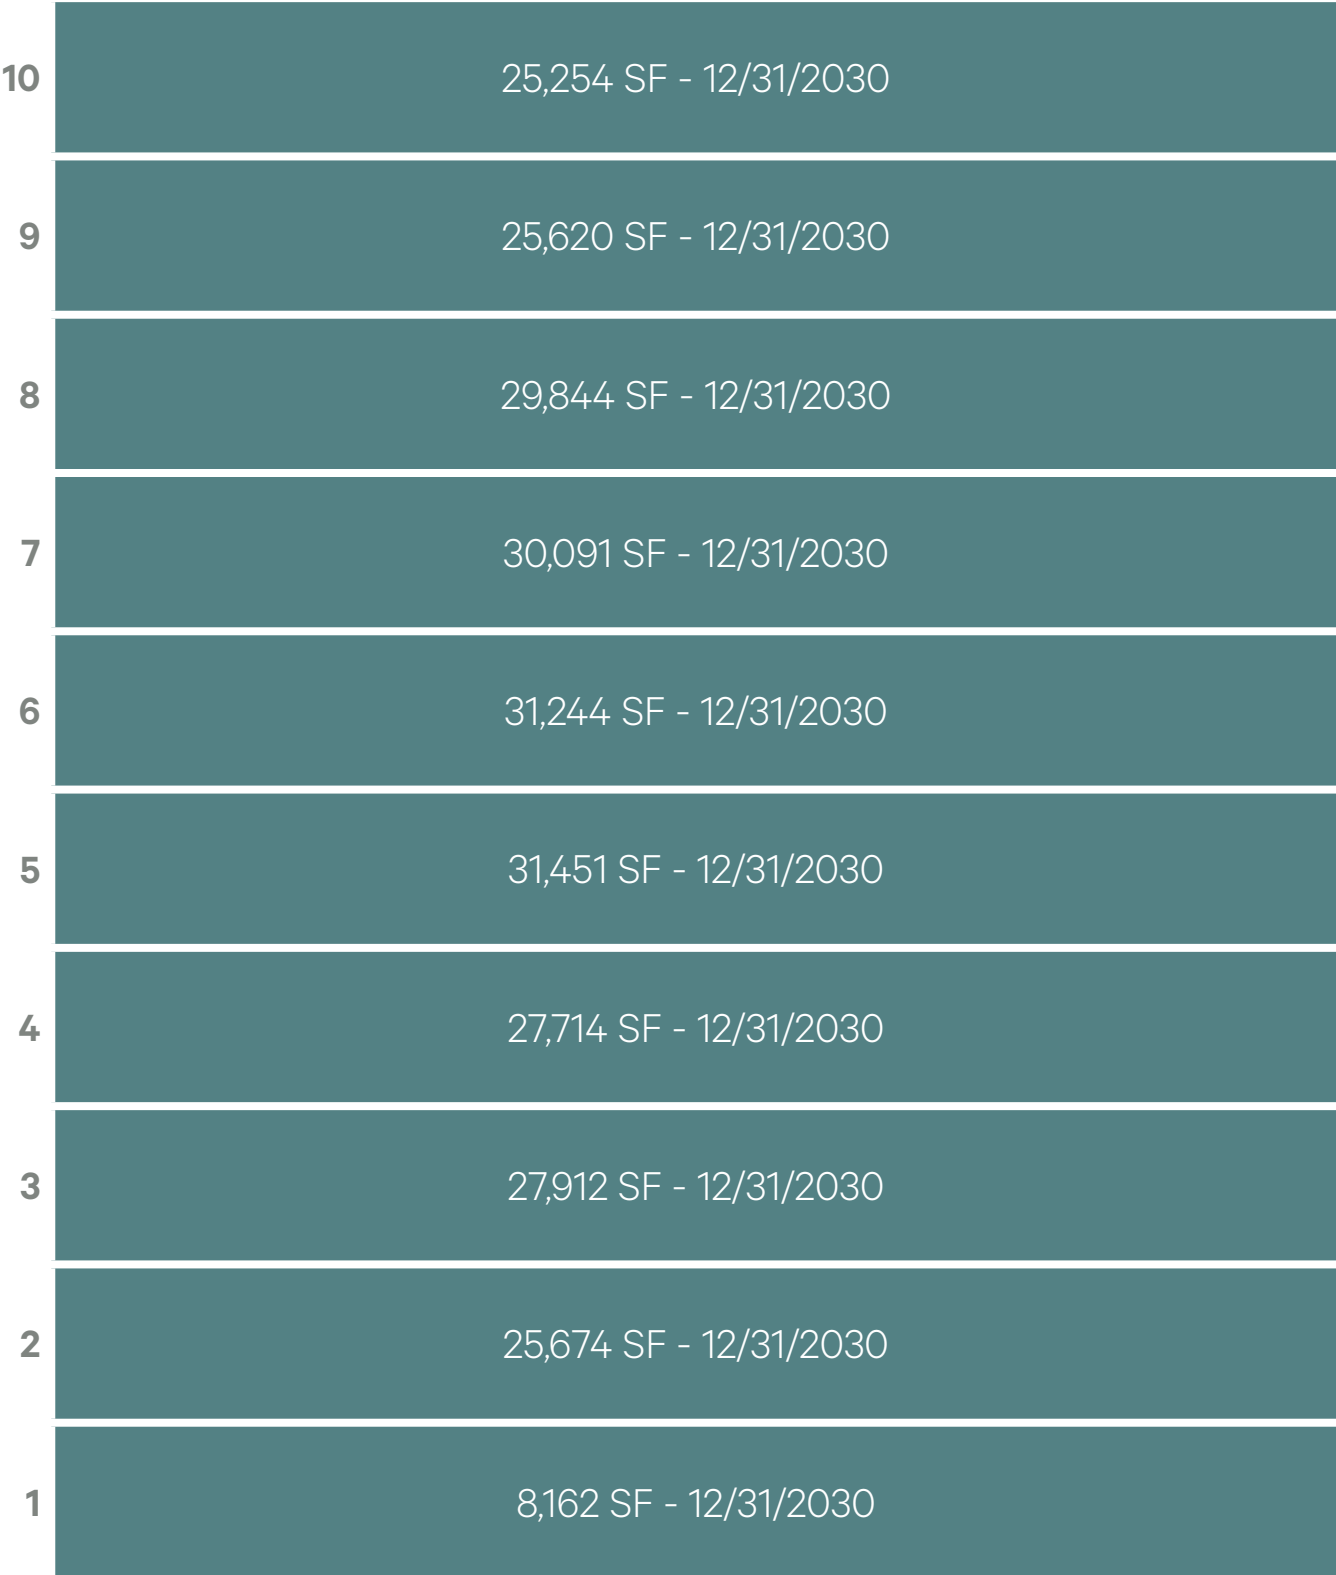 10 25,254 SF - 12/31/2030
9 25,620 SF - 12/31/2030
8 29,844 SF - 12/31/2030
7 30,091 SF - 12/31/2030
6 31,244 SF - 12/31/2030
5 31,451 SF - 12/31/2030
4 27,714 SF - 12/31/2030
3 27,912 SF - 12/31/2030
2 25,674 SF - 12/31/2030
1 8,162 SF - 12/31/2030